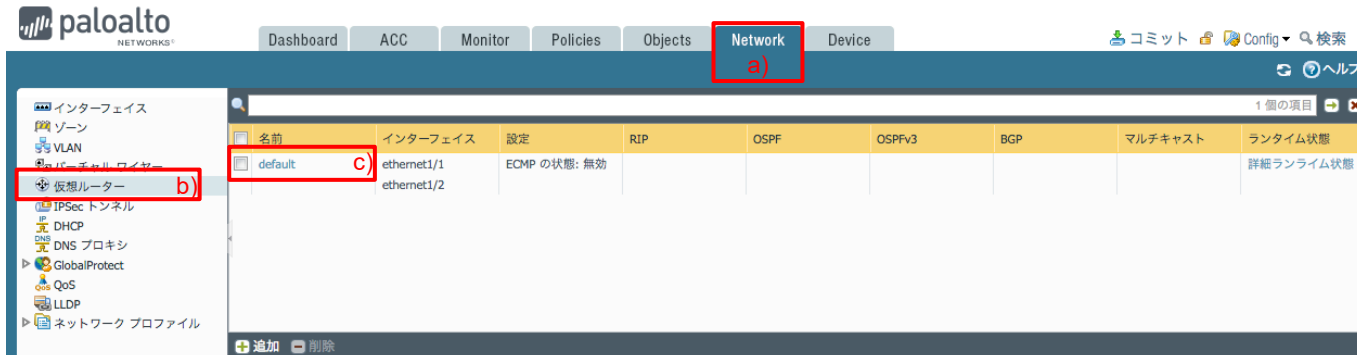 paloalto
NETWORKS®
Dashboard ACC Monitor Policies Objects Network Device
コミット Config 検索
a)
ヘルプ
インターフェイス
ゾーン
VLAN
バーチャル ワイヤー
仮想ルーター b)
IPSec トンネル
IP
DHCP
DNS
DNS プロキシ
GlobalProtect
QoS
QoS
LLDP
ネットワーク プロファイル
1 個の項目
名前 インターフェイス 設定 RIP OSPF OSPFv3 BGP マルチキャスト ランタイム状態
default c) ethernet1/1 ECMP の状態: 無効 詳細ランライム状態
ethernet1/2
追加 削除